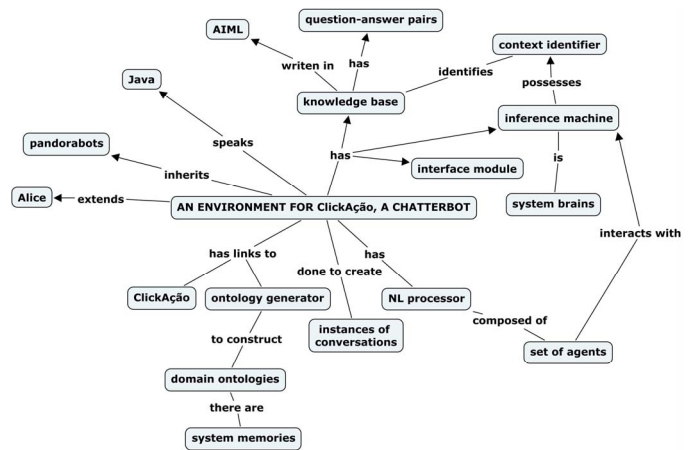 question-answer pairs
AIML
context identifier
writen in
has
identifies
Java
possesses
knowledge base
inference machine
speaks
pandorabots
has
is
inherits
interface module
Alice
extends
AN ENVIRONMENT FOR ClickAção, A CHATTERBOT
system brains
interacts with
has links to
has
done to create
ClickAção
ontology generator
NL processor
composed of
to construct
instances of
conversations
set of agents
domain ontologies
there are
system memories